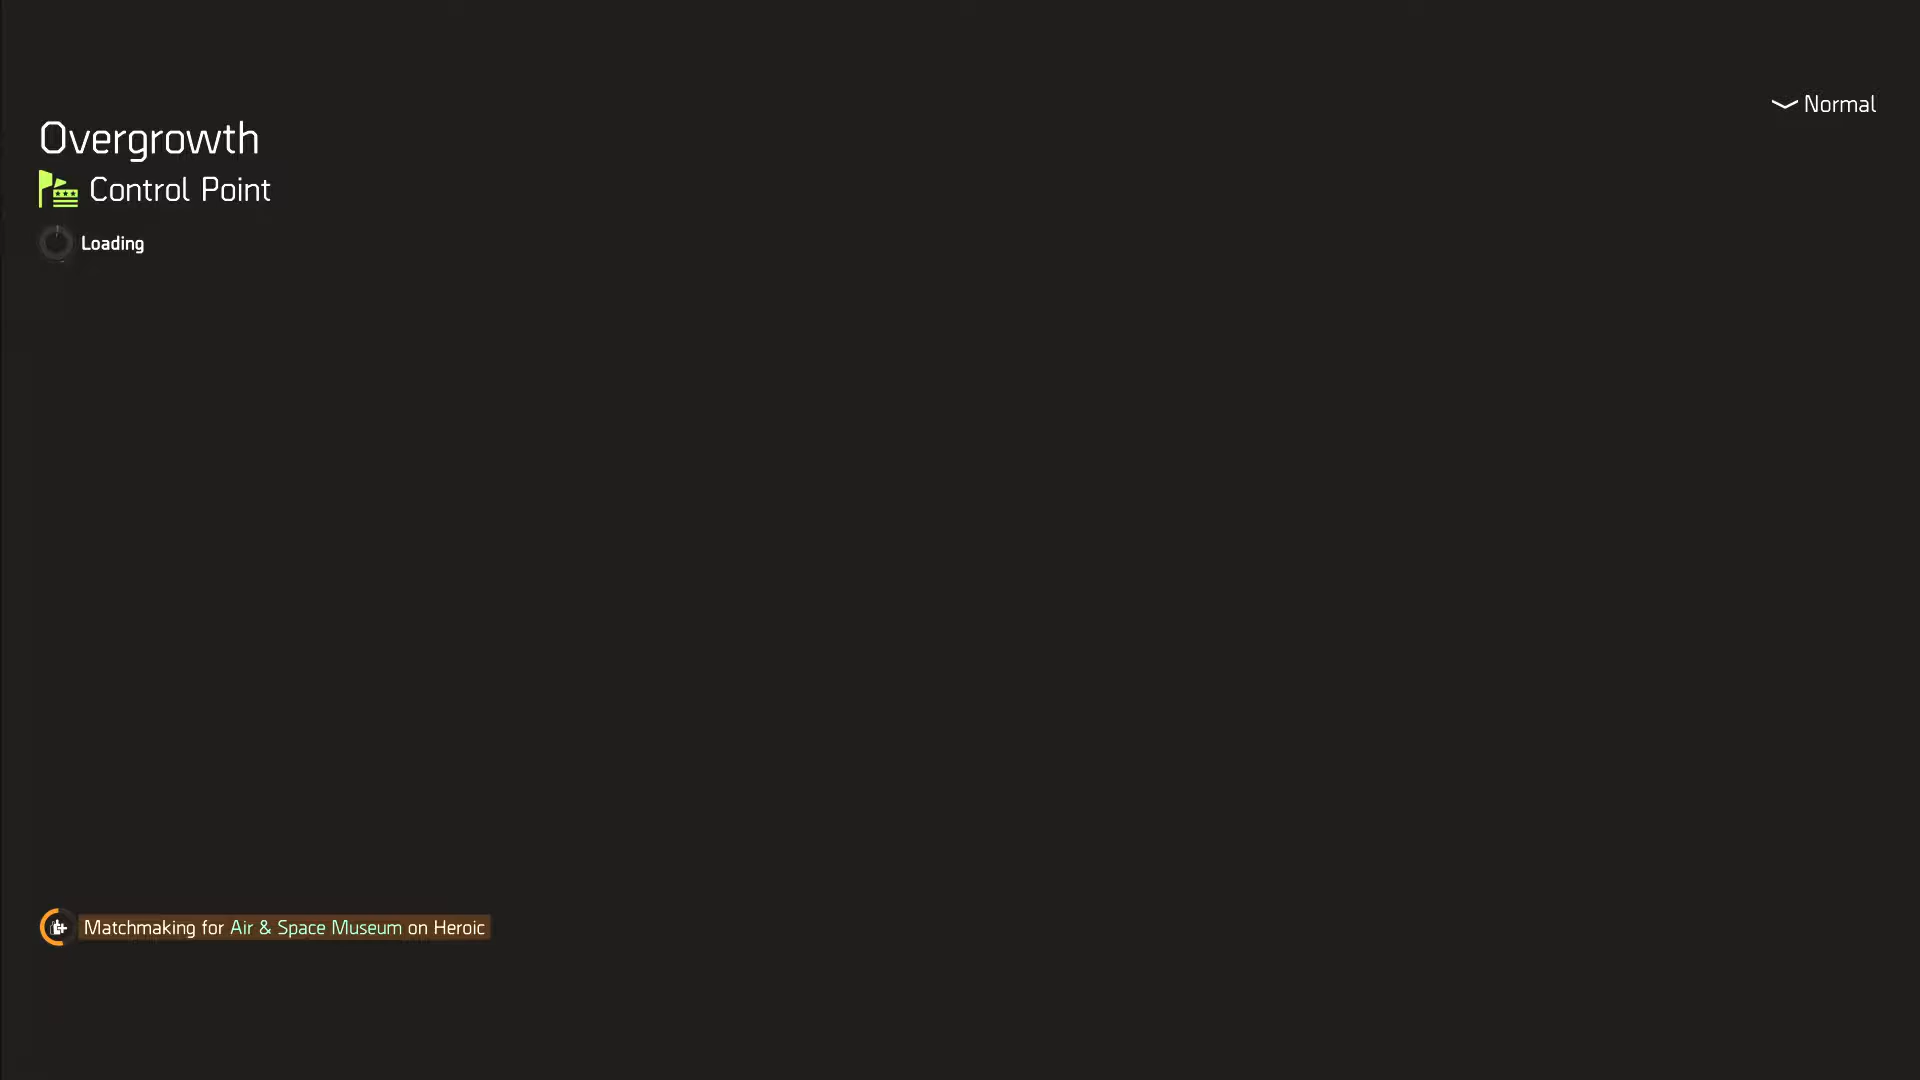 Normal
Overgrowth
Control Point
Loading
Matchmaking for Air & Space Museum on Heroic